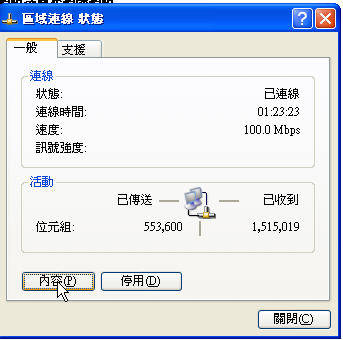 區域連線 狀態
一般 支援
連線
狀態: 已連線
連線時間: 01:23:23
速度: 100.0 Mbps
訊號強度:
活動
已傳送 已收到
位元組: 553,600 1,515,019
內容(P) 停用(D)
關閉(C)